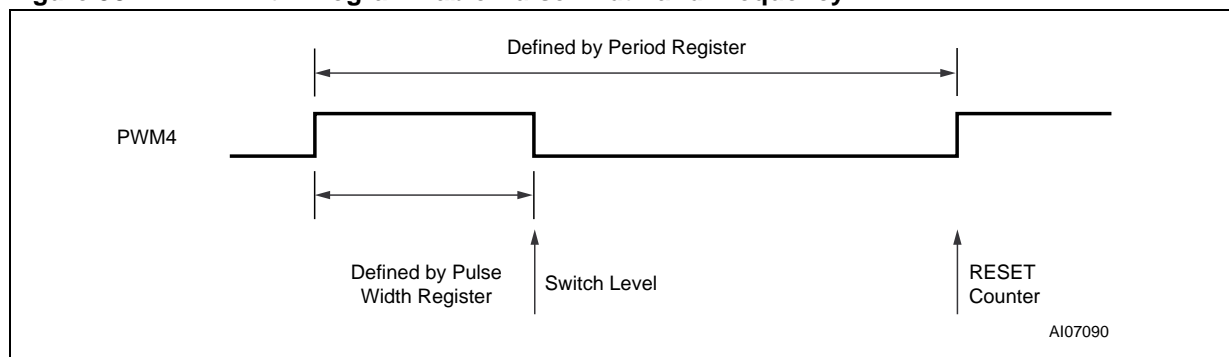 Defined by Period Register
PWM4
Defined by Pulse
Width Register
Switch Level
RESET
Counter
AI07090